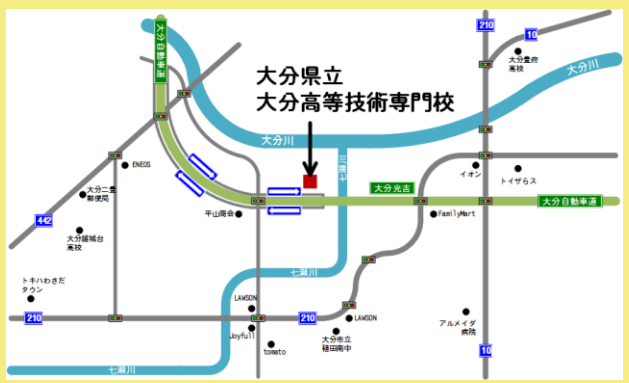 210
10
大分豊府
高校
大分自動車道
大分県立
大分高等技術専門校
大分川
大分川
ENEOS
七瀬川
イオン
トイザらス
大分二豊
郵便局
大分光吉
大分自動車道
平山商会
FamilyMart
442
大分雄城台
高校
七瀬川
トキハわさだ
タウン
LAWSON
210
210
LAWSON
アルメイダ
病院
Joyfull
大分市立
稙田南中
tomato
10
七瀬川